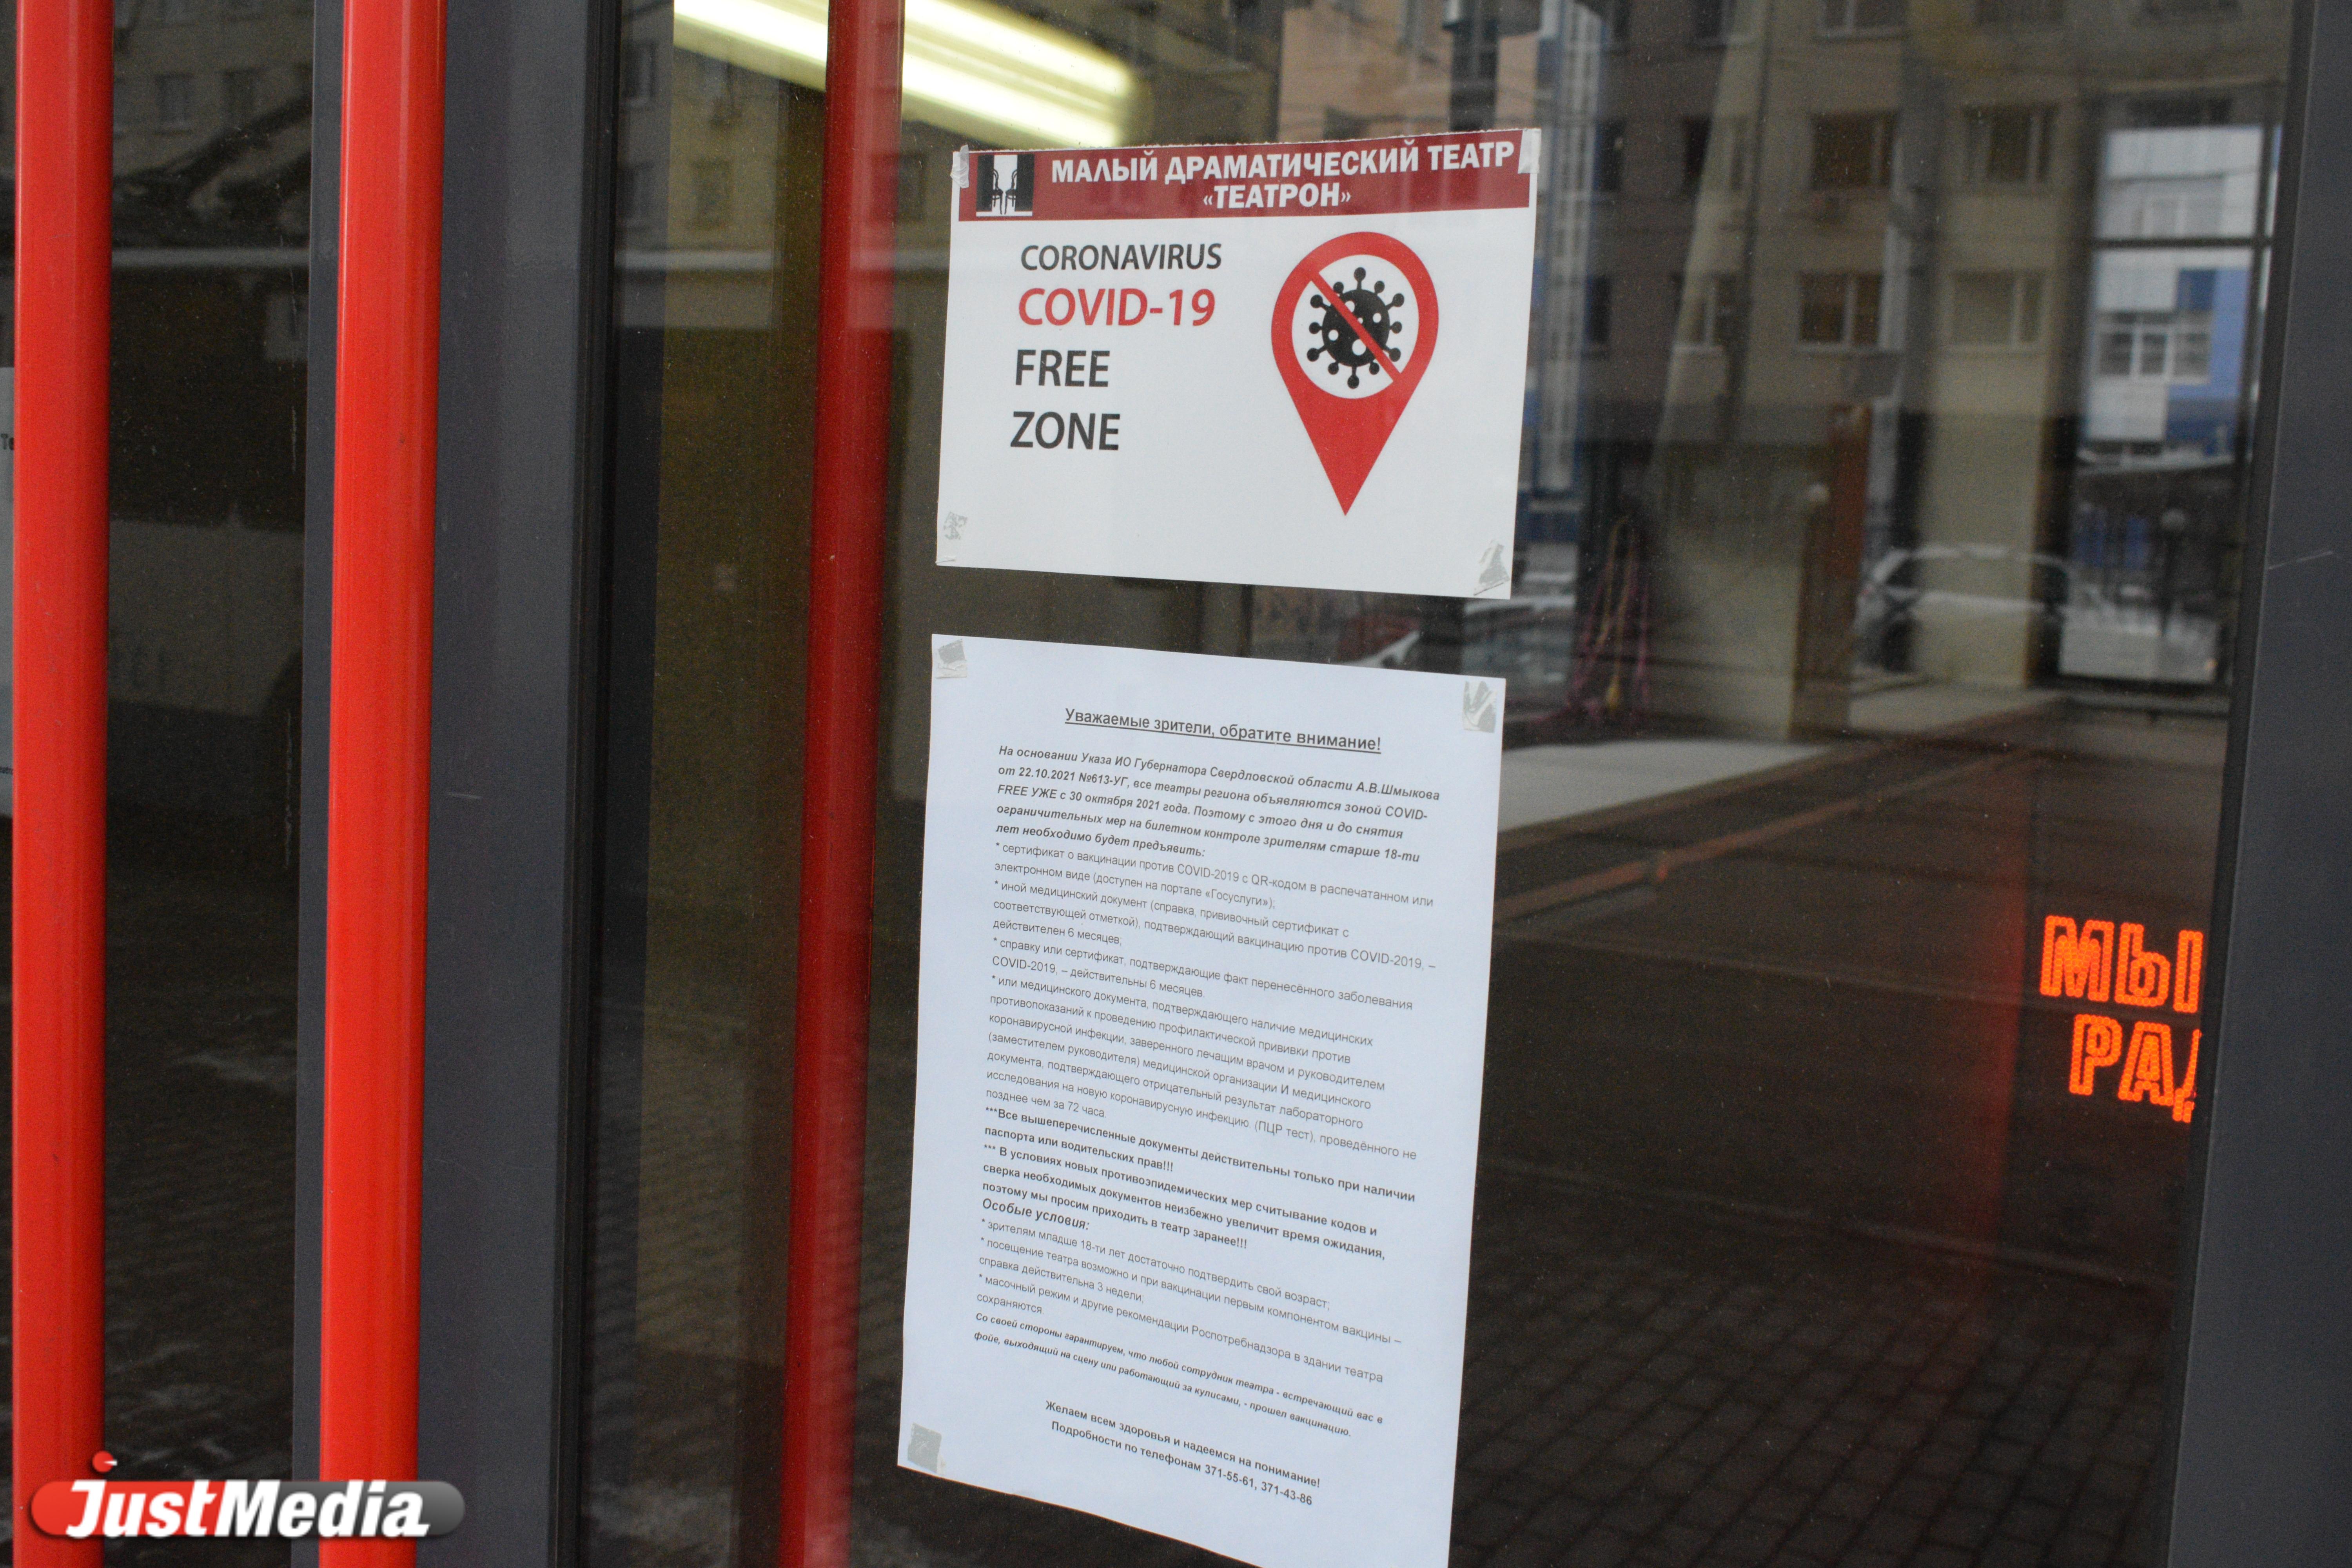 МАЛЫЙ ДРАМАТИЧЕСКИЙ ТЕАТР
«ТЕАТРОН»
CORONAVIRUS
COVID-19
FREE
ZONE
Уважаемые зрители, обратите внимание!
На основании Указа ИО Губернатора Свердловской области А.В.Шмыкова
от 22.10.2021 №613-УГ, все театры региона объявляются зоной COVID-
FREE УЖЕ с 30 октября 2021 года. Поэтому с этого дня и до снятия
ограничительных мер на билетном контроле зрителям старше 18-ти
лет необходимо будет предъявить:
* сертификат о вакцинации против COVID-2019 с QR-кодом в распечатанном или
электронном виде (доступен на портале «Госуслуги»);
* иной медицинский документ (справка, прививочный сертификат с
соответствующей отметкой), подтверждающий вакцинацию против COVID-2019, –
действителен 6 месяцев;
* справку или сертификат, подтверждающие факт перенесённого заболевания
COVID-2019, – действительны 6 месяцев.
* или медицинского документа, подтверждающего наличие медицинских
противопоказаний к проведению профилактической прививки против
коронавирусной инфекции, заверенного лечащим врачом и руководителем
(заместителем руководителя) медицинской организации И медицинского
документа, подтверждающего отрицательный результат лабораторного
исследования на новую коронавирусную инфекцию (ПЦР тест), проведённого не
позднее чем за 72 часа.
***Все вышеперечисленные документы действительны только при наличии
паспорта или водительских прав!!!
*** В условиях новых противоэпидемических мер считывание кодов и
сверка необходимых документов неизбежно увеличит время ожидания,
поэтому мы просим приходить в театр заранее!!!
Особые условия:
* зрителям младше 18-ти лет достаточно подтвердить свой возраст;
* посещение театра возможно и при вакцинации первым компонентом вакцины –
справка действительна 3 недели;
* масочный режим и другие рекомендации Роспотребнадзора в здании театра
сохраняются.
Со своей стороны гарантируем, что любой сотрудник театра - встречающий вас в
фойе, выходящий на сцену или работающий за кулисами, - прошел вакцинацию.
Желаем всем здоровья и надеемся на понимание!
Подробности по телефонам 371-55-61, 371-43-86
МЫ
РАД
JustMedia